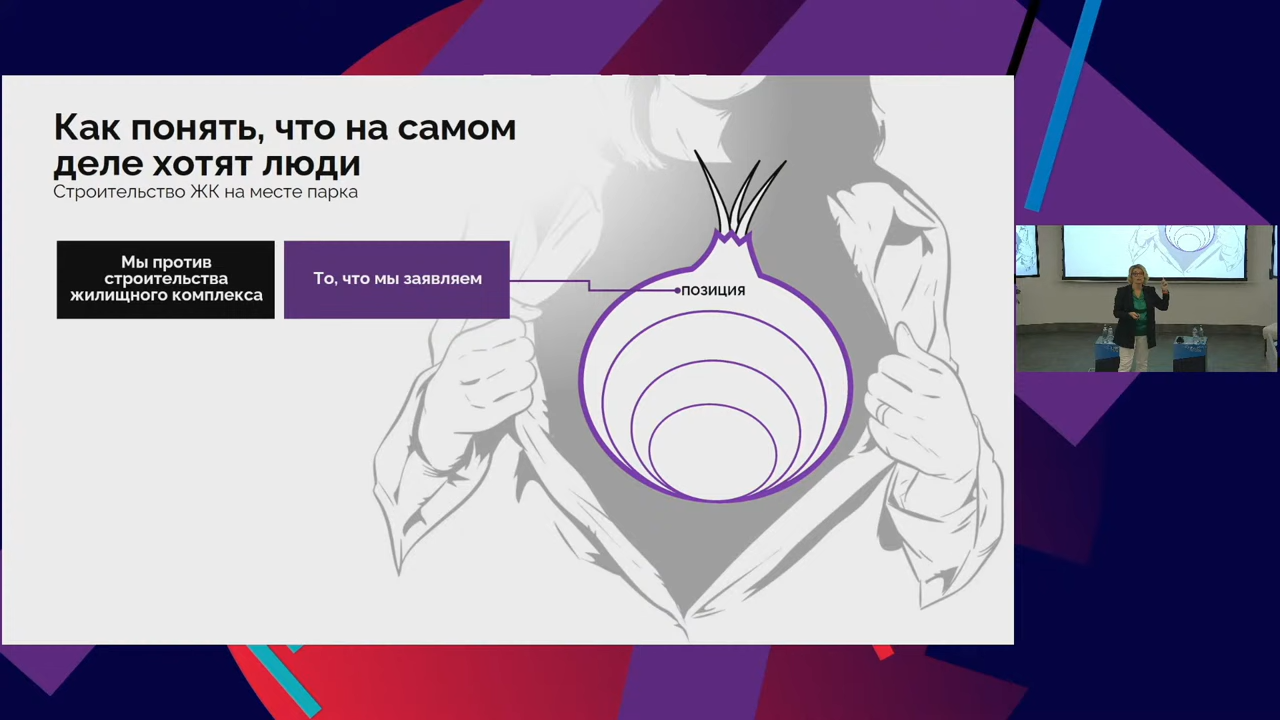 Как понять, что на самом
деле хотят люди
Строительство ЖК на месте парка
Мы против
строительства
жилищного комплекса
То, что мы заявляем
ПОЗИЦИЯ